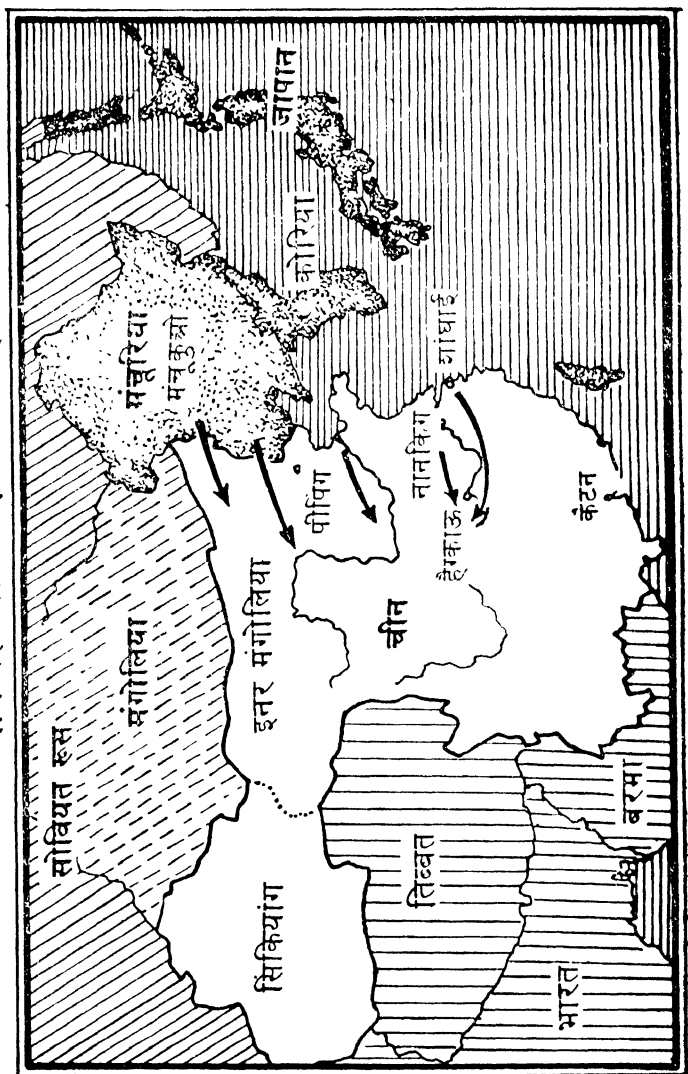 सोवियत रूस
मंगोलिया
मंचूरिया
मनकुओ
जापान
कोरिया
सिंकियांग
इनर मंगोलिया
पीपिंग
चीन
नानकिंग
शांघाई
हैंकाऊ
तिब्बत
कंटन
भारत
बरमा